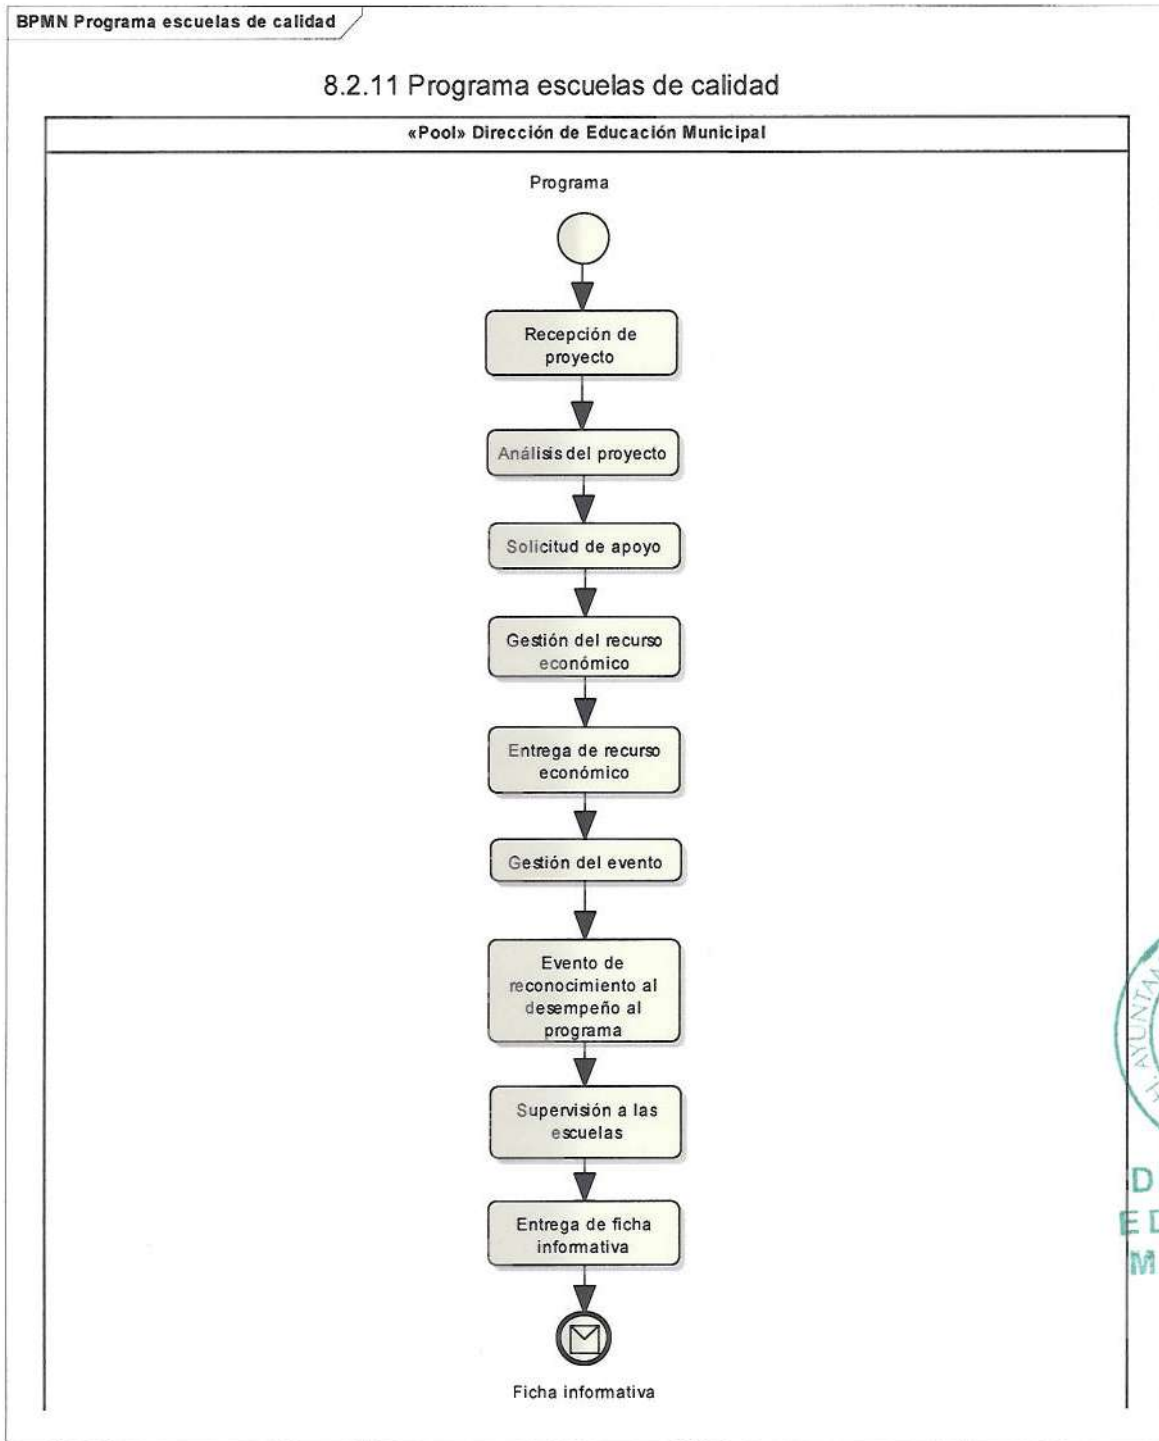 BPMN Programa escuelas de calidad
8.2.11 Programa escuelas de calidad
«Pool» Dirección de Educación Municipal
Programa
Recepción de
proyecto
Análisis del proyecto
Solicitud de apoyo
Gestión del recurso
económico
Entrega de recurso
económico
Gestión del evento
Evento de
reconocimiento al
desempeño al
programa
Supervisión a las
escuelas
Entrega de ficha
informativa
Ficha informativa